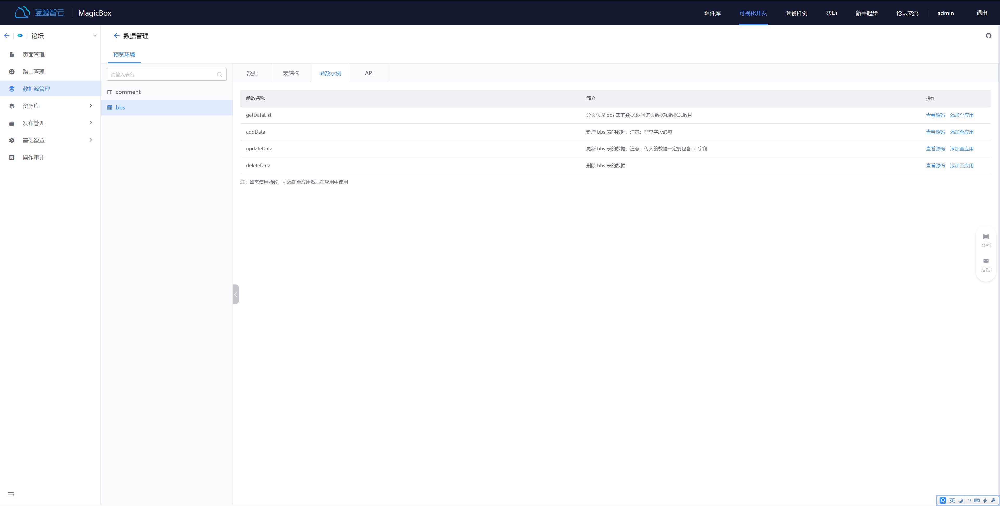 蓝鲸智云 MagicBox 组件库 可视化开发 套餐样例 帮助 新手起步 论坛交流 admin 退出
论坛
页面管理
路由管理
数据源管理
资源库
发布管理
基础设置
操作审计
数据管理
预览环境
请输入表名
comment
bbs
数据 表结构 函数示例 API
函数名称 简介 操作
getDataList 分页获取 bbs 表的数据,返回该页数据和数据总数目 查看源码 添加至应用
addData 新增 bbs 表的数据。注意：非空字段必填 查看源码 添加至应用
updateData 更新 bbs 表的数据。注意：传入的数据一定要包含 id 字段 查看源码 添加至应用
deleteData 删除 bbs 表的数据 查看源码 添加至应用
注：如需使用函数，可添加至应用然后在应用中使用
文档
反馈
英